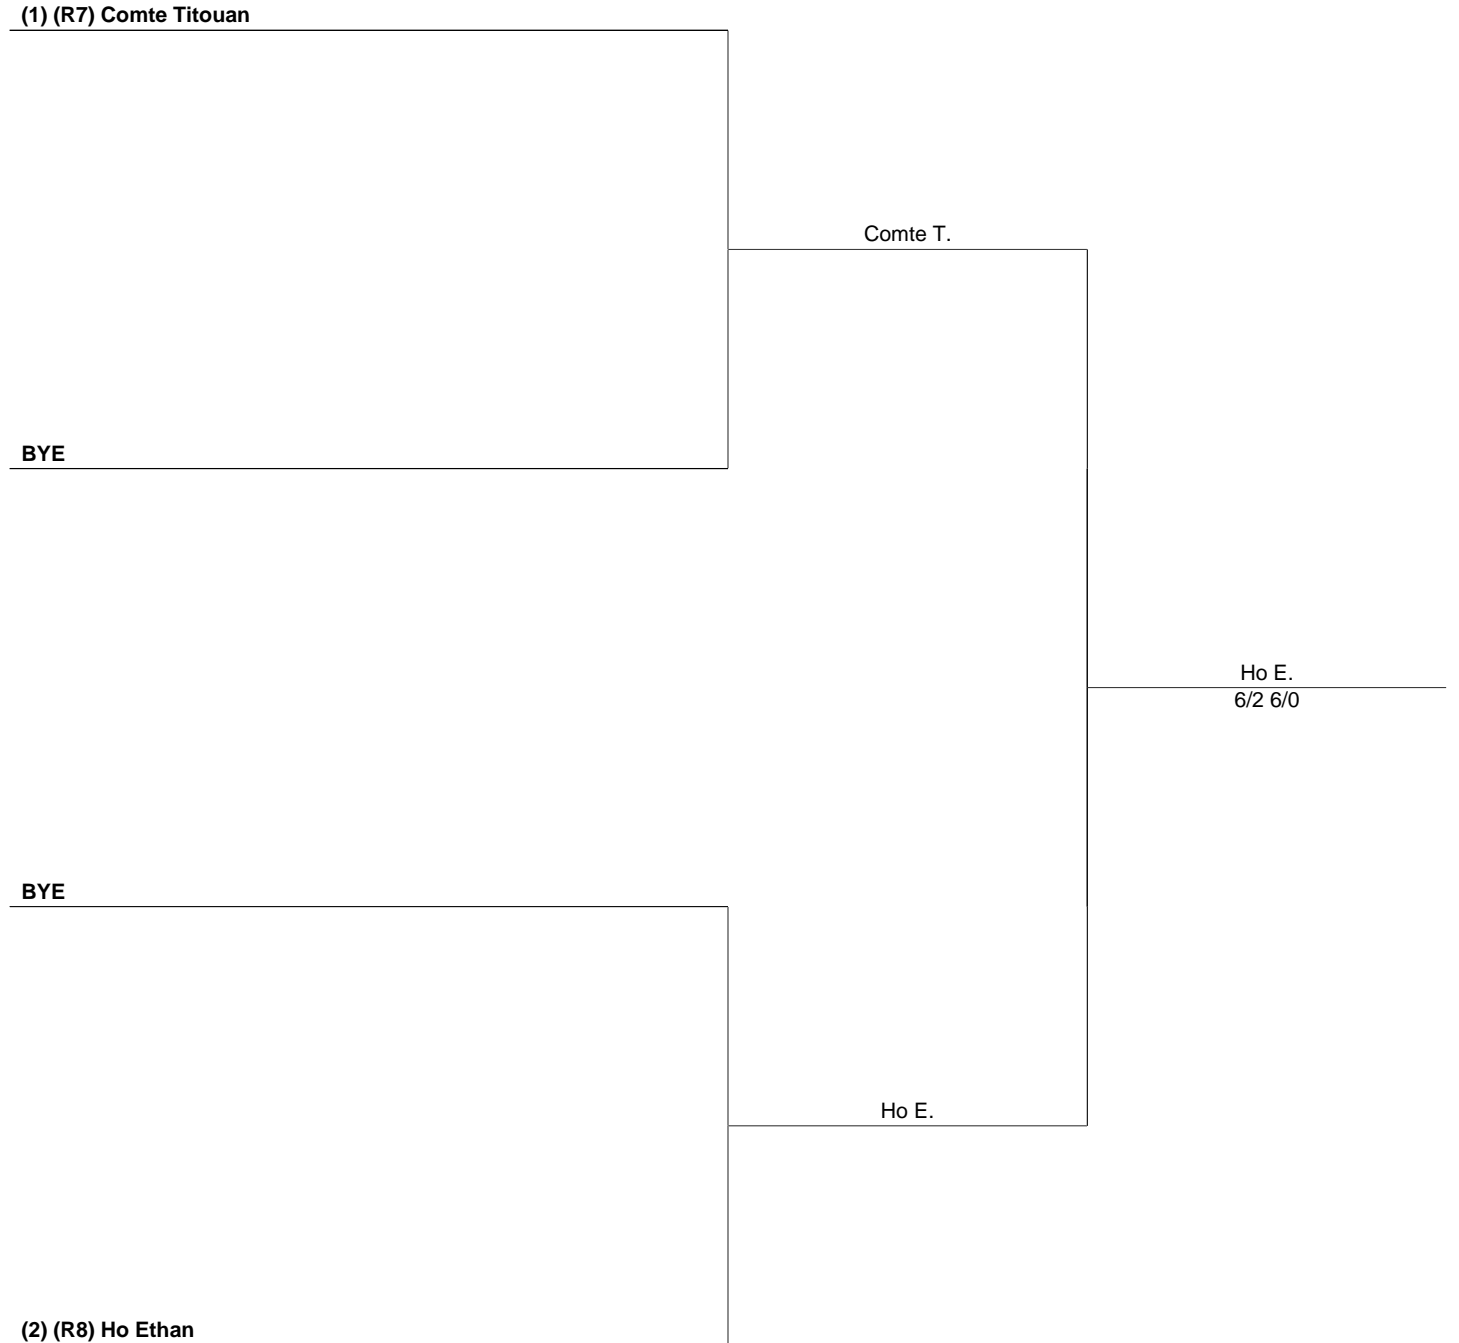 (1) (R7) Comte Titouan
Comte T.
BYE
Ho E.
6/2 6/0
BYE
Ho E.
(2) (R8) Ho Ethan